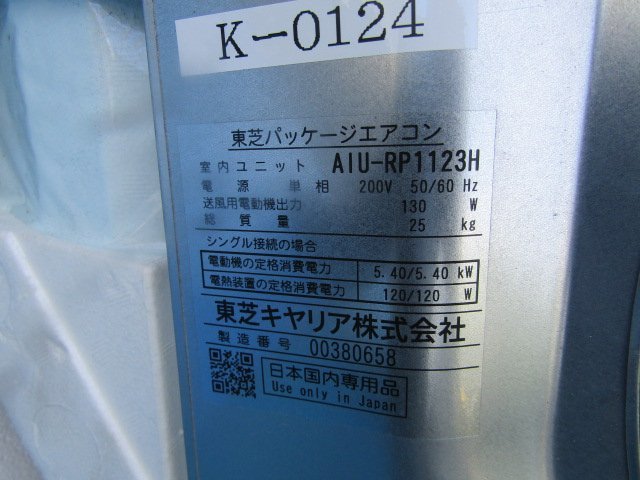 K-0124
東芝パッケージエアコン
室内ユニット AIU-RP1123H
電源 単相 200V 50/60 Hz
送風用電動機出力 130 W
総質量 25 kg
シングル接続の場合
電動機の定格消費電力 5.40/5.40 kW
電熱装置の定格消費電力 120/120 W
東芝キヤリア株式会社
製造番号 00380658
日本国内専用品
Use only in Japan